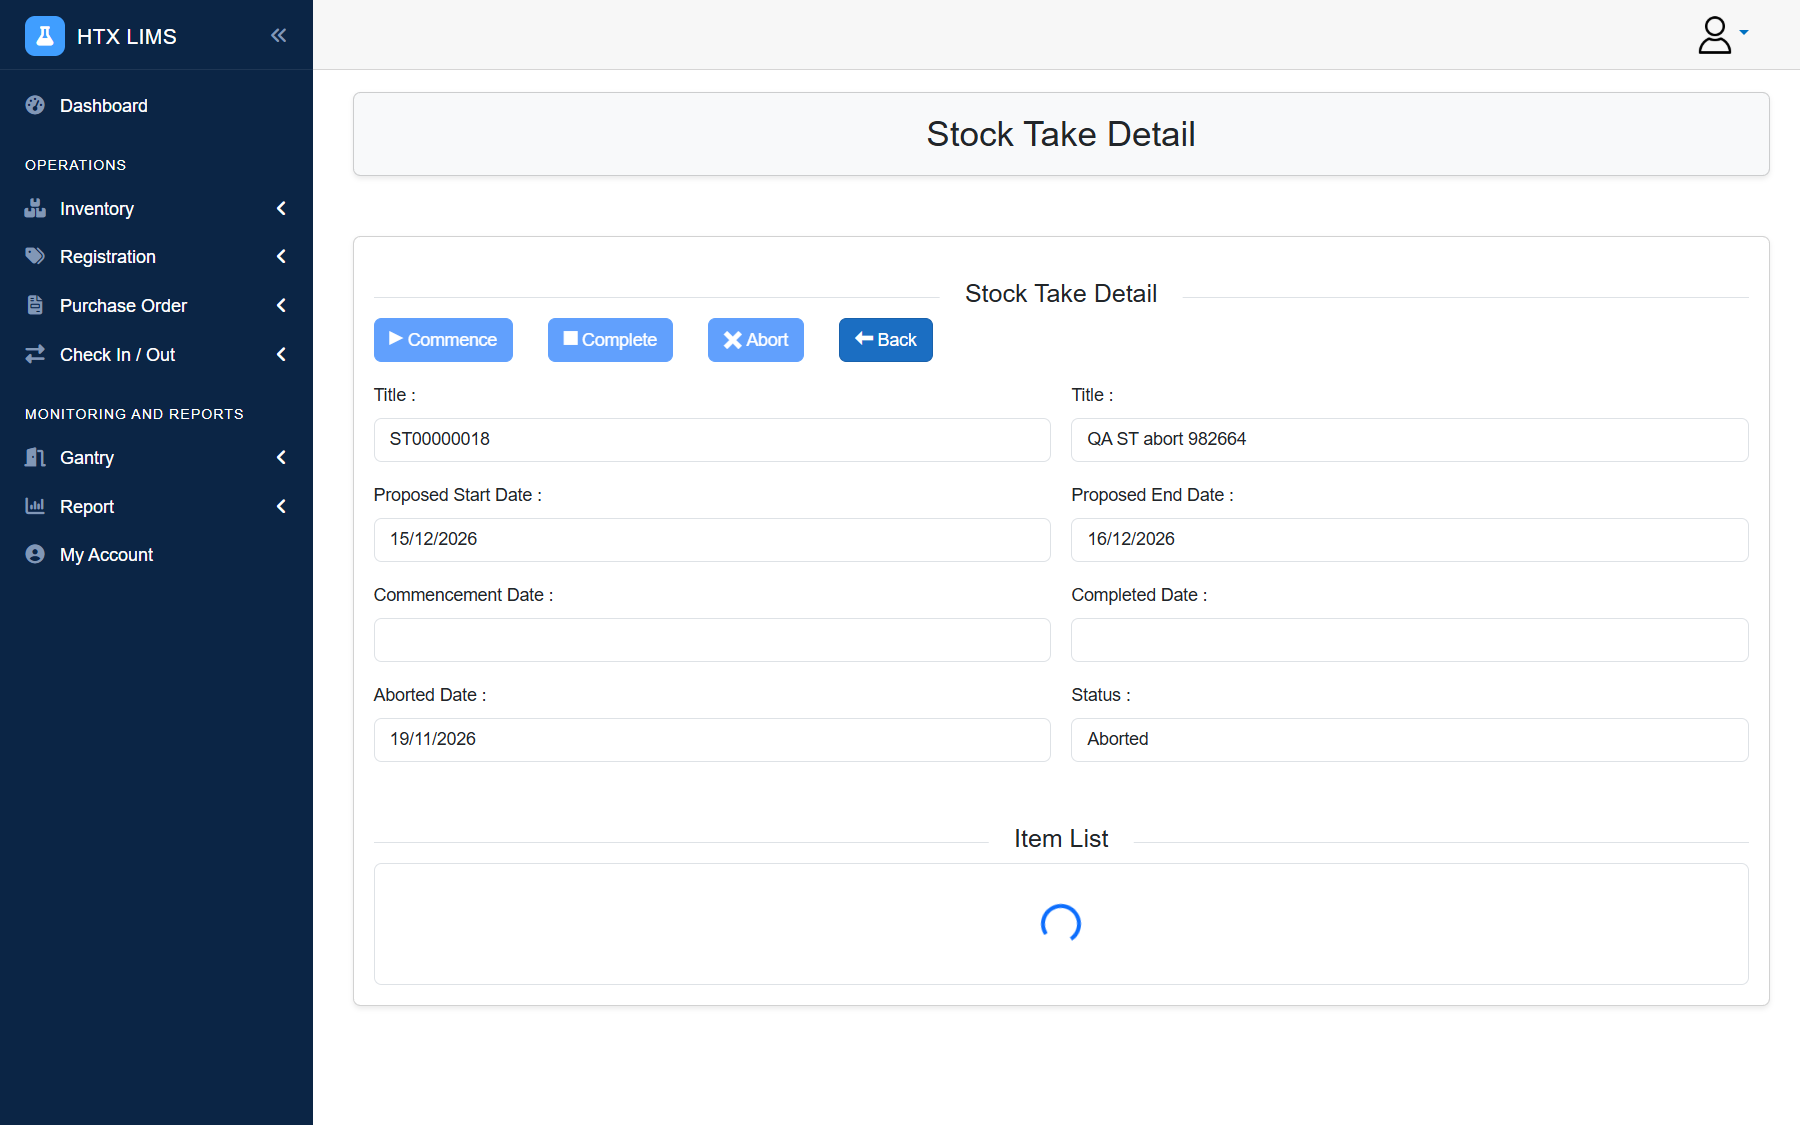 HTX LIMS
Dashboard
OPERATIONS
Inventory
Registration
Purchase Order
Check In / Out
MONITORING AND REPORTS
Gantry
Report
My Account
Stock Take Detail
Stock Take Detail
Commence Complete Abort Back
Title : Title :
ST00000018 QA ST abort 982664
Proposed Start Date : Proposed End Date :
15/12/2026 16/12/2026
Commencement Date : Completed Date :
Aborted Date : Status :
19/11/2026 Aborted
Item List